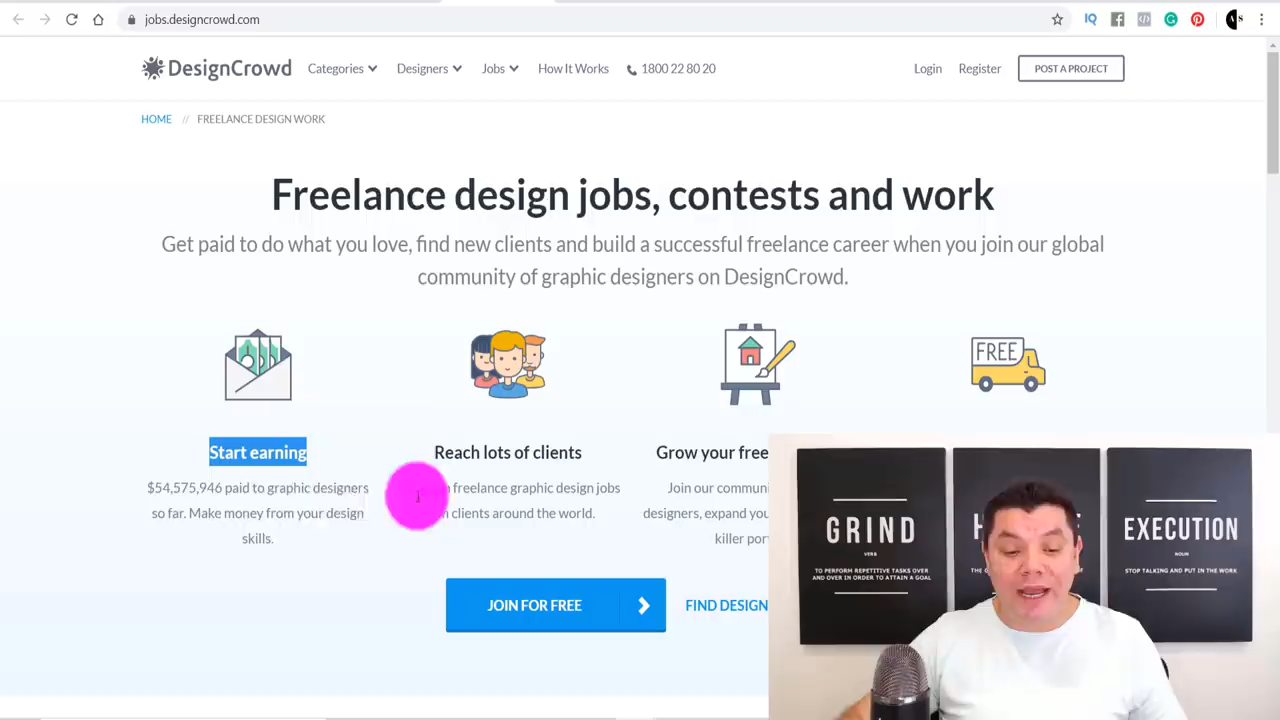 jobs.designcrowd.com
DesignCrowd
Categories
Designers
Jobs
How It Works
1800 22 80 20
Login
Register
POST A PROJECT
HOME // FREELANCE DESIGN WORK
Freelance design jobs, contests and work
Get paid to do what you love, find new clients and build a successful freelance career when you join our global
community of graphic designers on DesignCrowd.
FREE
Start earning
$54,575,946 paid to graphic designers
so far. Make money from your design
skills.
Reach lots of clients
freelance graphic design jobs
clients around the world.
Grow your free
Join our commun
designers, expand you
killer por
JOIN FOR FREE
FIND DESIGN
GRIND
VERB
TO PERFORM REPETITIVE TASKS OVER
AND OVER IN ORDER TO ATTAIN A GOAL
H
EXECUTION
NOUN
STOP TALKING AND PUT IN THE WORK